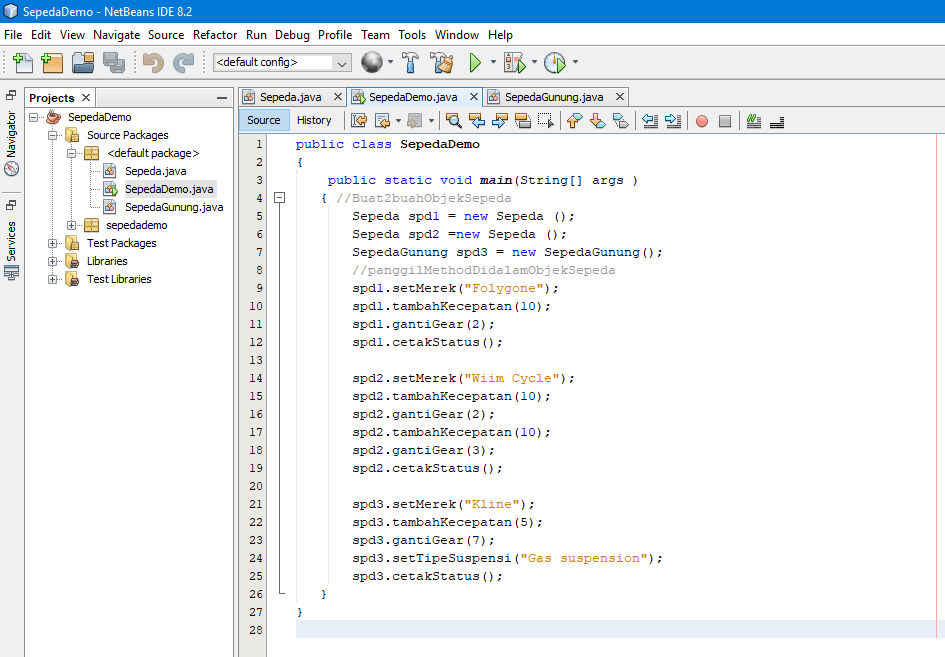 SepedaDemo - NetBeans IDE 8.2
File Edit View Navigate Source Refactor Run Debug Profile Team Tools Window Help
<default config>
Projects
Navigator
Services
SepedaDemo
Source Packages
<default package>
Sepeda.java
SepedaDemo.java
SepedaGunung.java
sepedademo
Test Packages
Libraries
Test Libraries
Sepeda.java SepedaDemo.java SepedaGunung.java
Source History
1 public class SepedaDemo
2 {
3 public static void main(String[] args )
4 { //Buat2buahObjekSepeda
5 Sepeda spd1 = new Sepeda ();
6 Sepeda spd2 =new Sepeda ();
7 SepedaGunung spd3 = new SepedaGunung();
8 //panggilMethodDidalamObjekSepeda
9 spd1.setMerek("Folygone");
10 spd1.tambahKecepatan(10);
11 spd1.gantiGear(2);
12 spd1.cetakStatus();
13
14 spd2.setMerek("Wiim Cycle");
15 spd2.tambahKecepatan(10);
16 spd2.gantiGear(2);
17 spd2.tambahKecepatan(10);
18 spd2.gantiGear(3);
19 spd2.cetakStatus();
20
21 spd3.setMerek("Kline");
22 spd3.tambahKecepatan(5);
23 spd3.gantiGear(7);
24 spd3.setTipeSuspensi("Gas suspension");
25 spd3.cetakStatus();
26 }
27 }
28